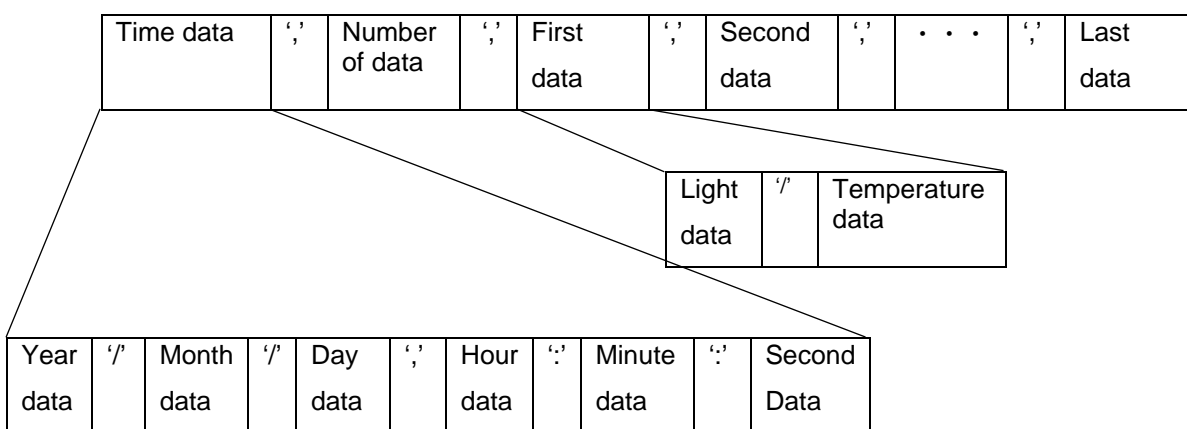 Time data ‘,’ Number of data ‘,’ First data ‘,’ Second data ‘,’ ・・・ ‘,’ Last data
Light data ‘/’ Temperature data
Year data ‘/’ Month data ‘/’ Day data ‘,’ Hour data ‘:’ Minute data ‘:’ Second Data